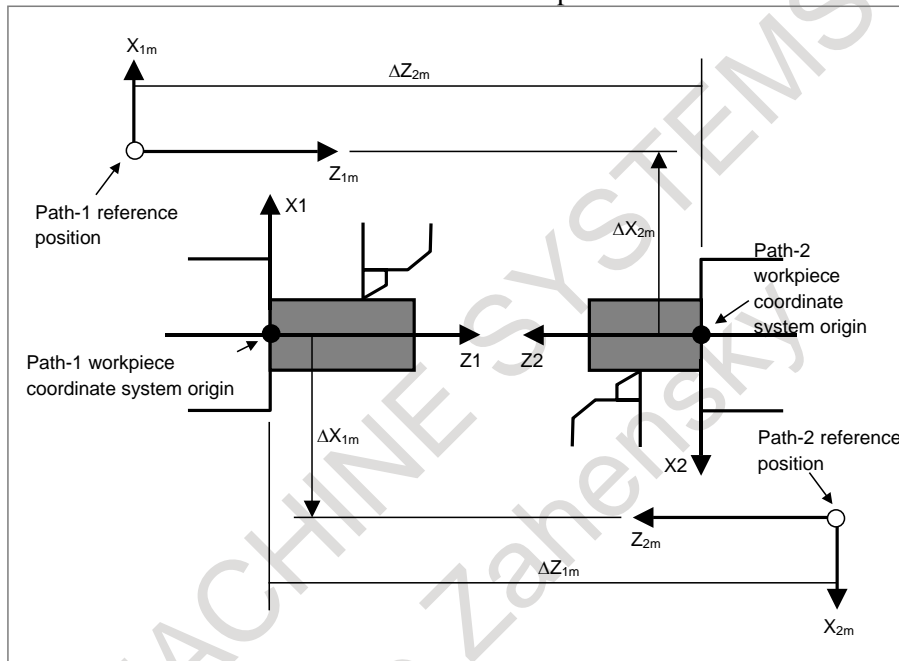 X1m
ΔZ2m
Z1m
Path-1 reference
position
X1
ΔX2m
Path-2
workpiece
coordinate
system origin
Z1
Z2
Path-1 workpiece
coordinate system origin
ΔX1m
X2
Path-2 reference
position
Z2m
ΔZ1m
X2m
MACHINE SYSTEMS
Zahensky